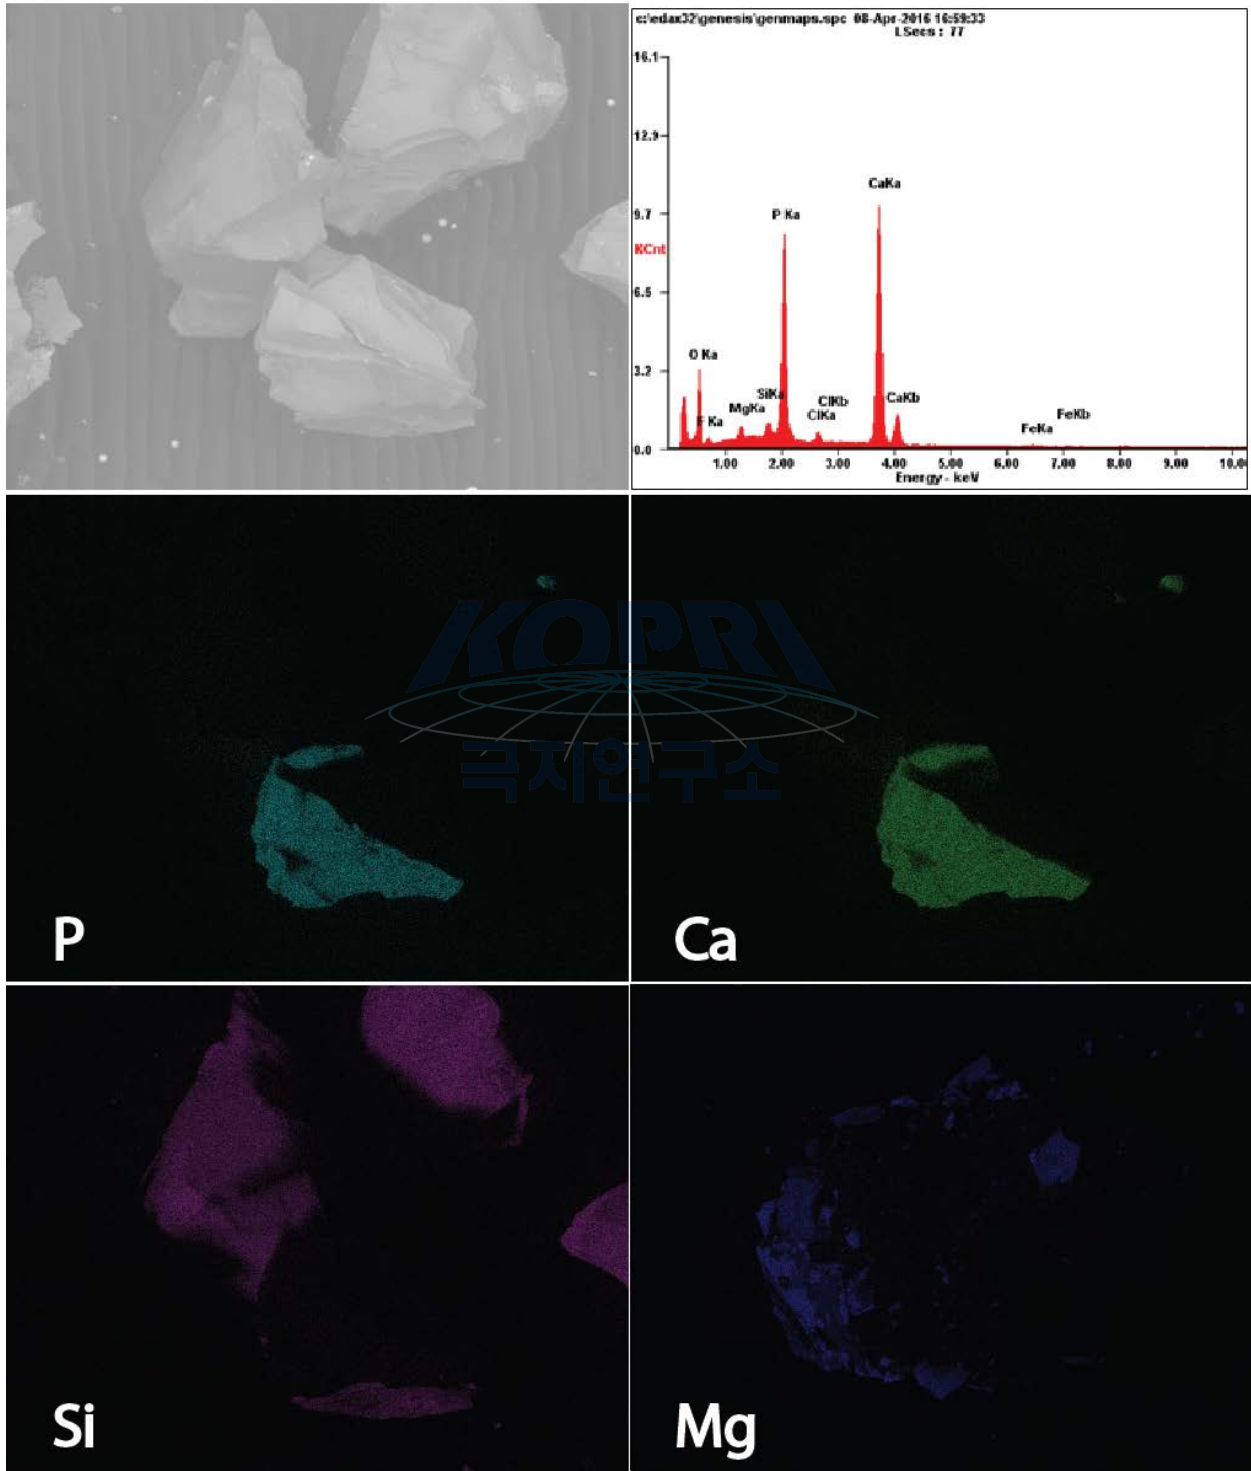 c:\edax32\genesis\genmaps.spc 08-Apr-2016 16:59:33
LSecs : 77
16.1
12.9
9.7
KCnt
6.5
3.2
0.0
O Ka
F Ka
MgKa
SiKa
P Ka
ClKa
ClKb
CaKa
CaKb
FeKa
FeKb
1.00 2.00 3.00 4.00 5.00 6.00 7.00 8.00 9.00 10.0
Energy - keV
KOPRI
극지연구소
P
Ca
Si
Mg